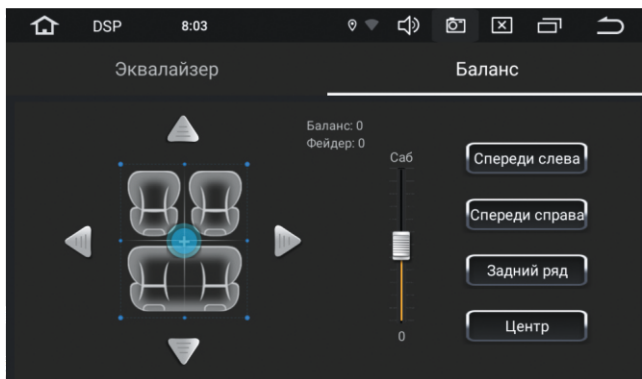 DSP 8:03
Эквалайзер Баланс
Баланс: 0
Фейдер: 0
Саб
Спереди слева
Спереди справа
Задний ряд
Центр
0